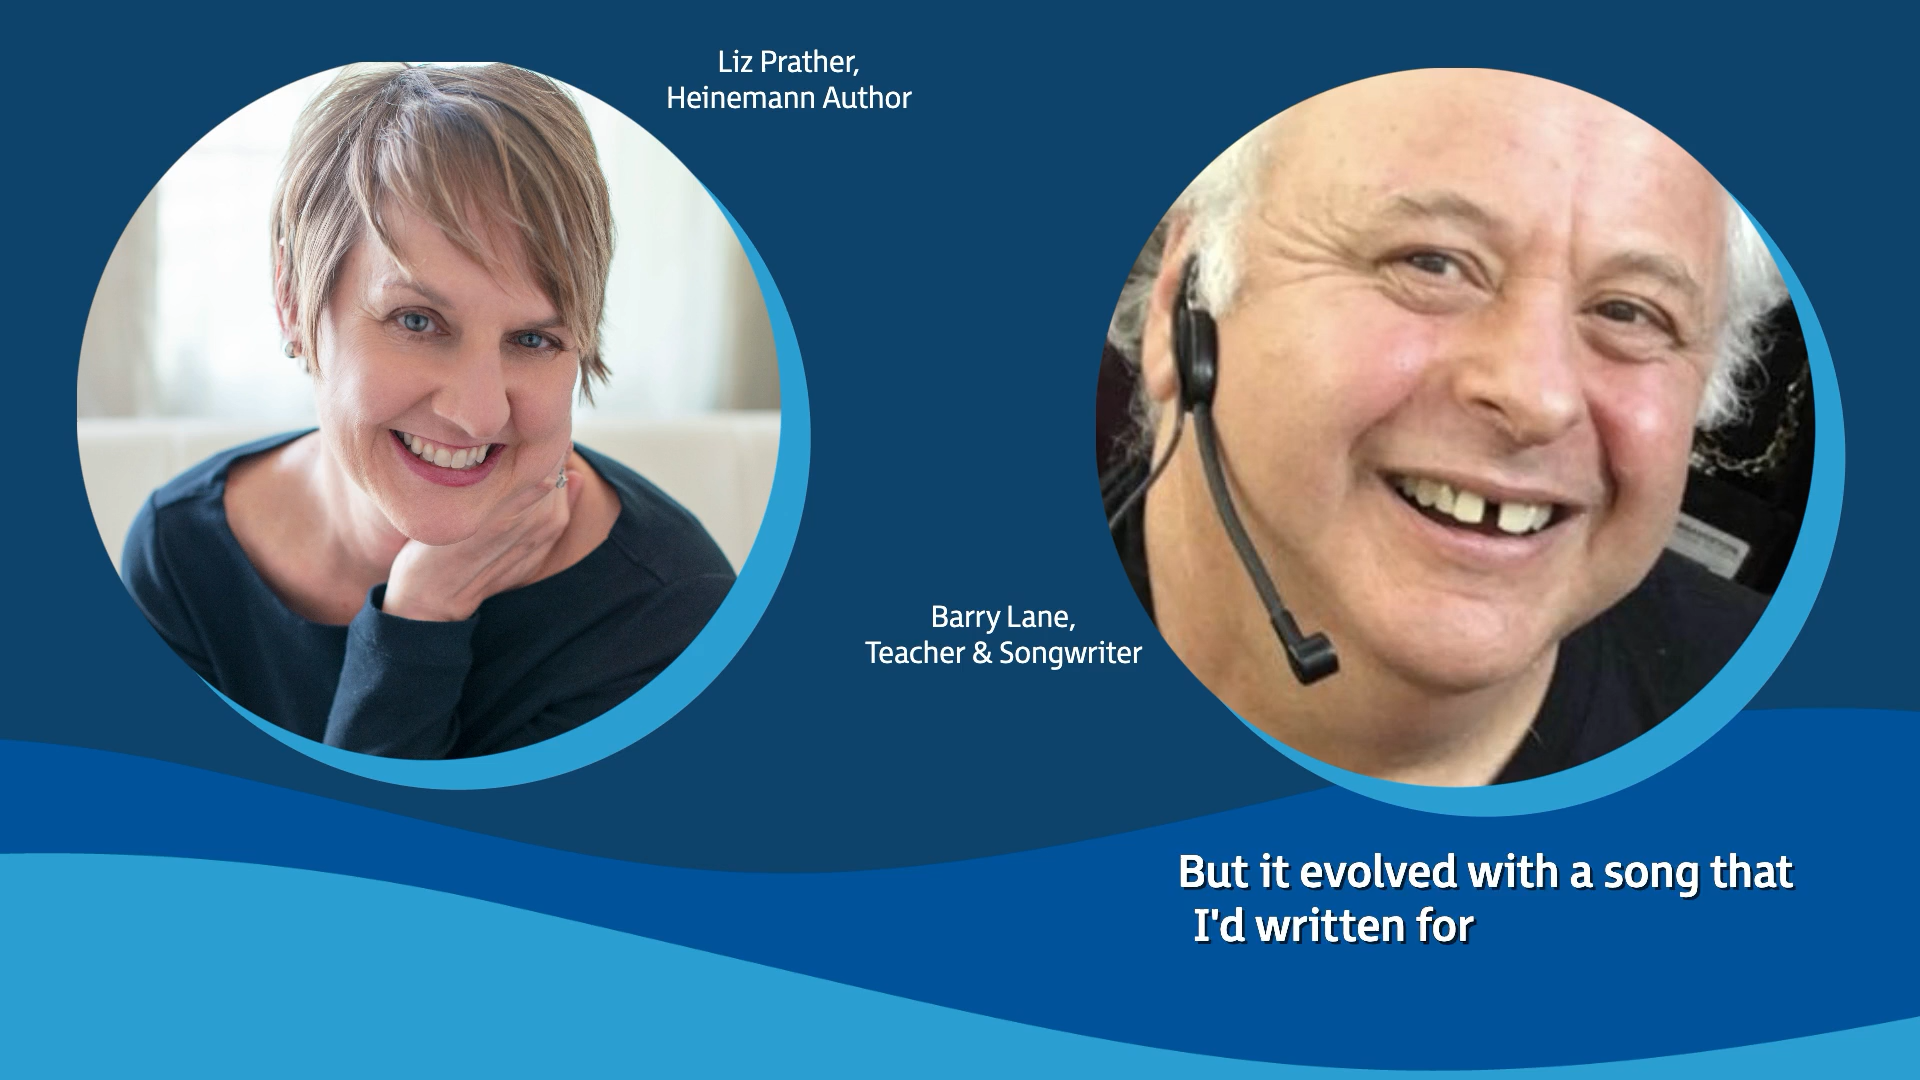 Liz Prather,
Heinemann Author
Barry Lane,
Teacher & Songwriter
But it evolved with a song that
I'd written for